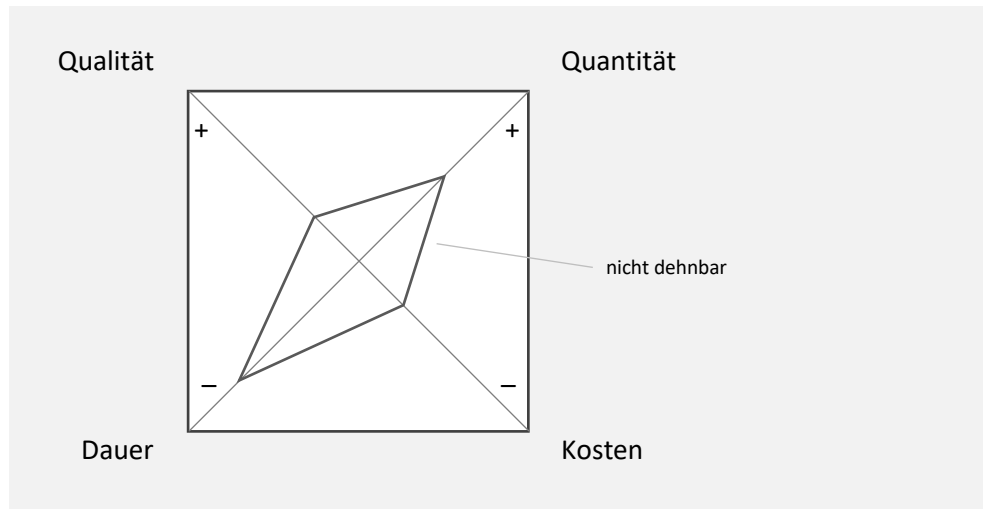 Qualität
Quantität
+
+
nicht dehnbar
–
–
Dauer
Kosten